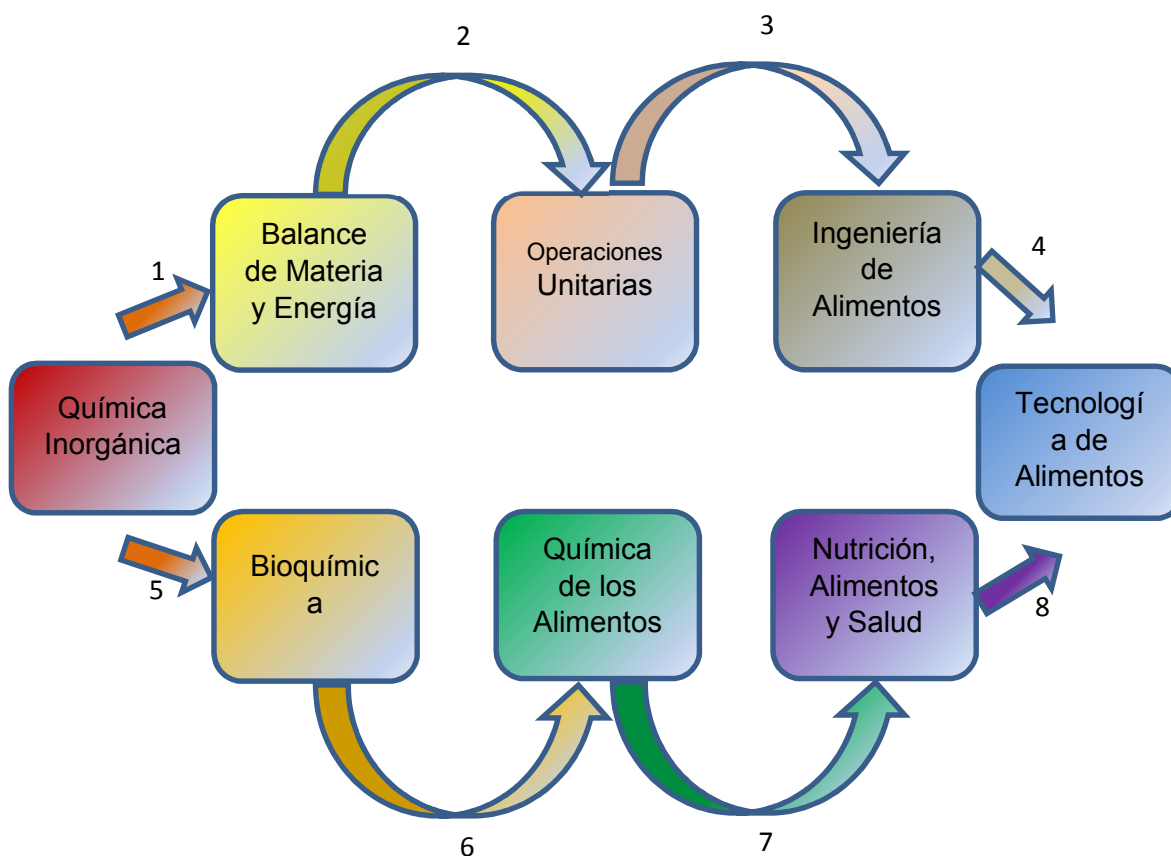 2
3
Balance
de Materia
y Energía
Operaciones
Unitarias
Ingeniería
de
Alimentos
1
4
Química
Inorgánica
Tecnologí
a de
Alimentos
5
Bioquímic
a
Química
de los
Alimentos
Nutrición,
Alimentos
y Salud
8
6
7